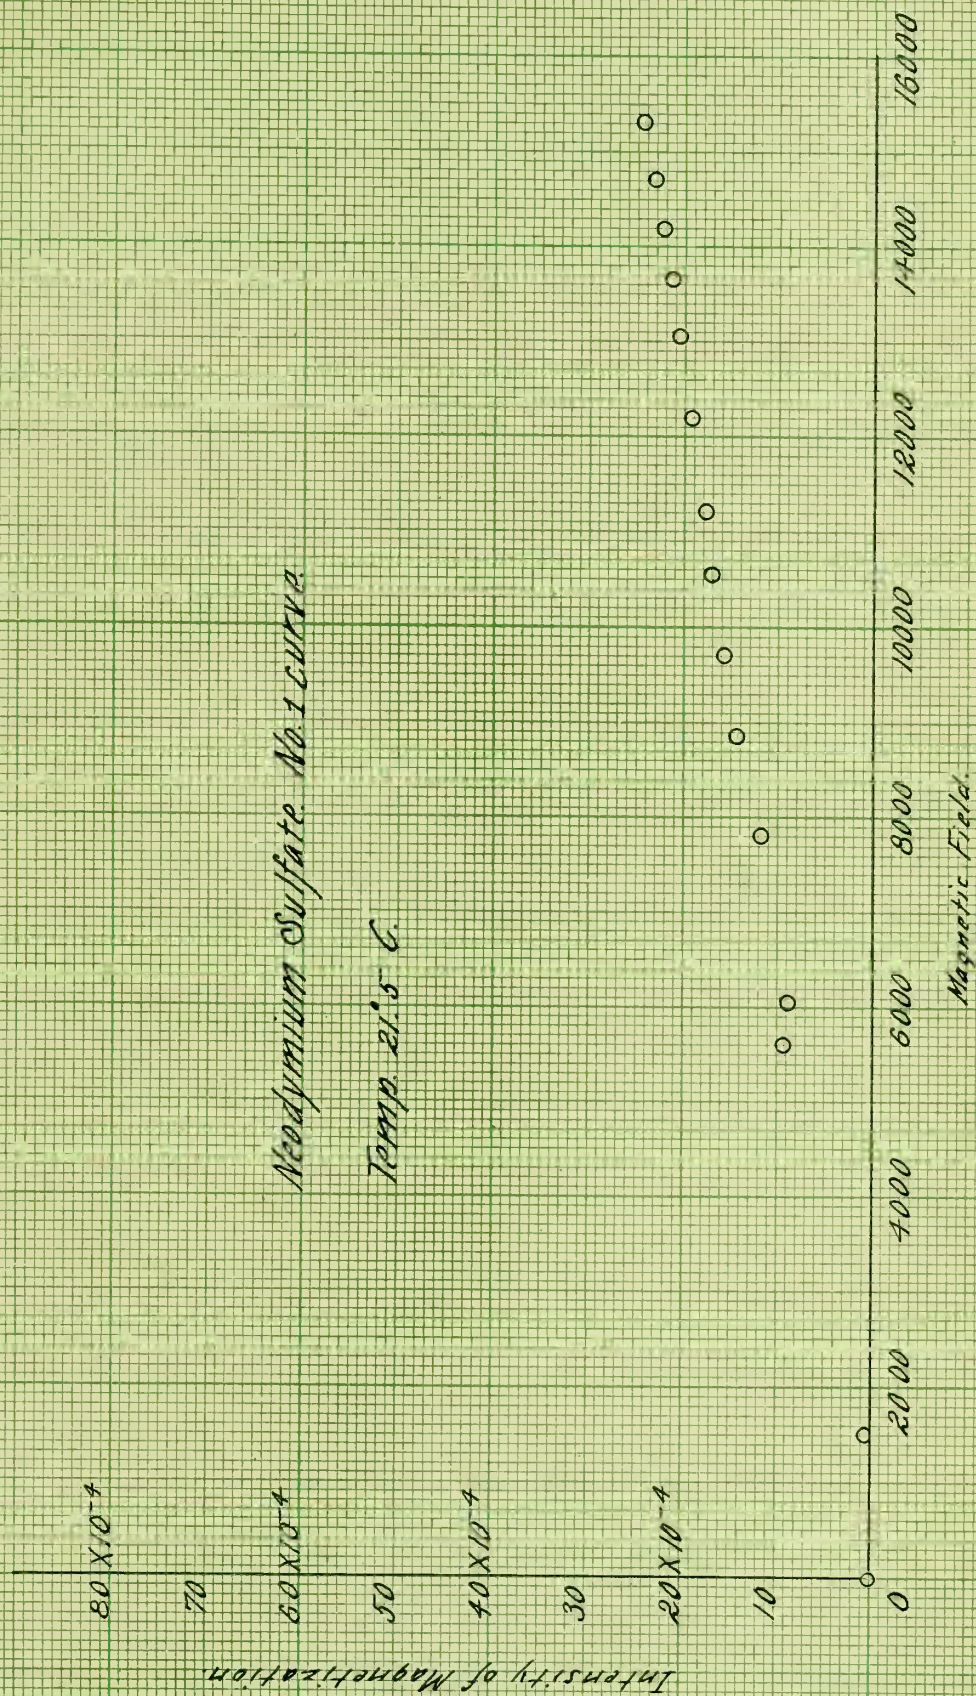 Neodymium Sulfate. No. 1 curve.
Temp. 21.°5 C.
Intensity of Magnetization.
80 X 10-4
70
60 X 10-4
50
40 X 10-4
30
20 X 10-4
10
0
2000
4000
6000
8000
10000
12000
14000
16000
Magnetic Field.